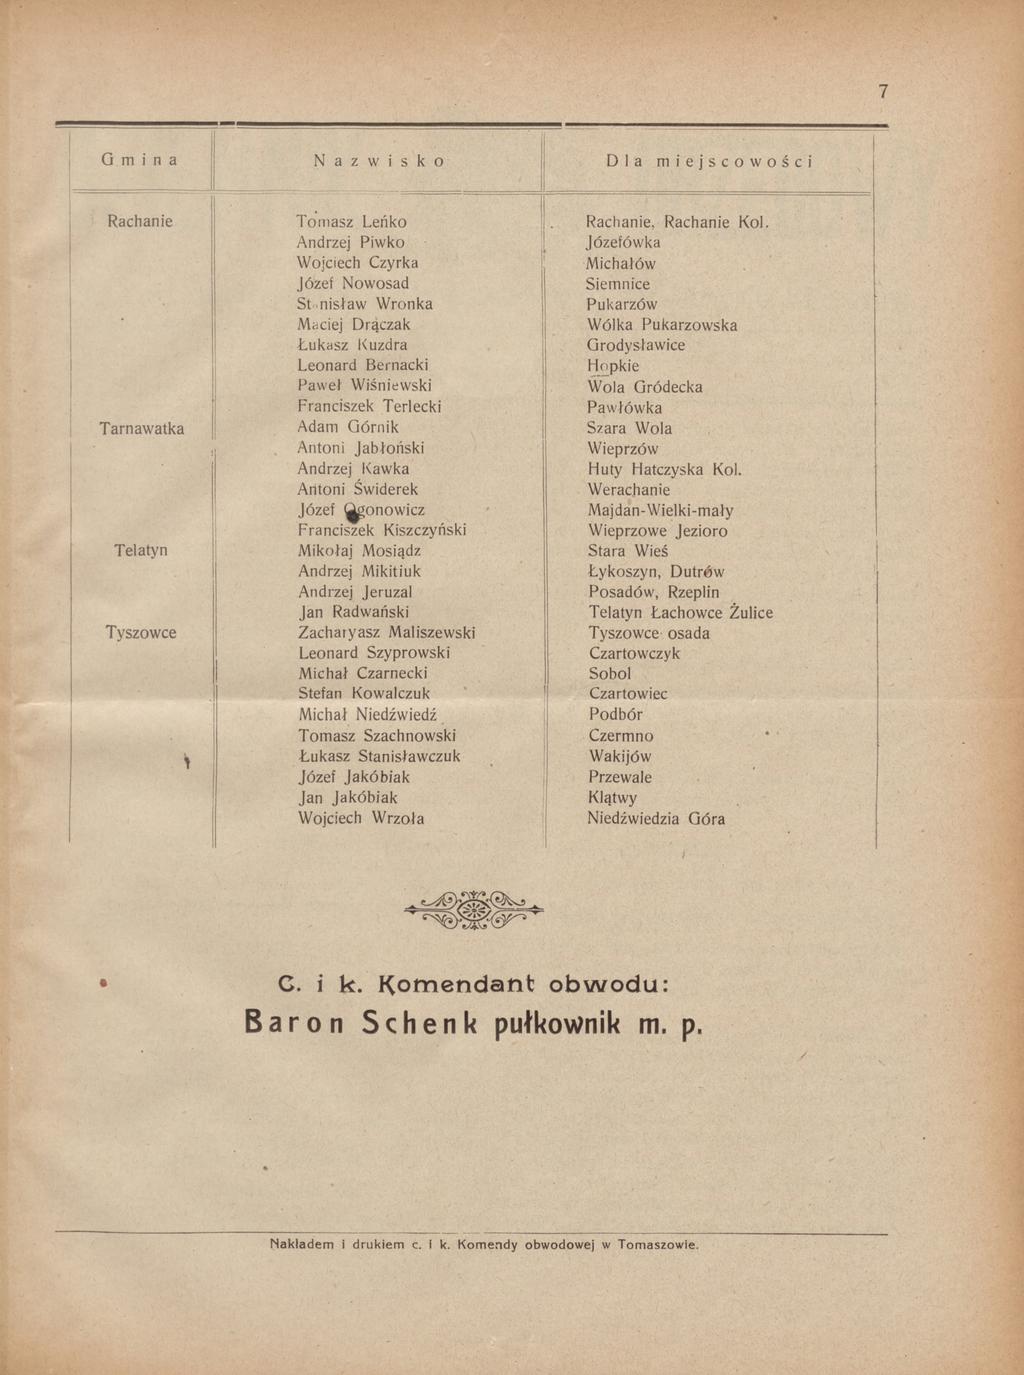 7
Gmina Nazwisko Dla miejscowości
Rachanie Tomasz Leńko Rachanie, Rachanie Kol.
Andrzej Piwko Józefówka
Wojciech Czyrka Michałów
Józef Nowosad Siemnice
Stanisław Wronka Pukarzów
Maciej Drączak Wólka Pukarzowska
Łukasz Kuzdra Grodysławice
Leonard Bernacki Hopkie
Paweł Wiśniewski Wola Gródecka
Franciszek Terlecki Pawłówka
Tarnawatka Adam Górnik Szara Wola
Antoni Jabłoński Wieprzów
Andrzej Kawka Huty Hatczyska Kol.
Antoni Świderek Werachanie
Józef Ogonowicz Majdan-Wielki-mały
Franciszek Kiszczyński Wieprzowe Jezioro
Telatyn Mikołaj Mosiądz Stara Wieś
Andrzej Mikitiuk Łykoszyn, Dutrów
Andrzej Jeruzal Posadów, Rzeplin
Jan Radwański Telatyn Łachowce Żulice
Tyszowce Zacharyasz Maliszewski Tyszowce osada
Leonard Szyprowski Czartowczyk
Michał Czarnecki Sobol
Stefan Kowalczuk Czartowiec
Michał Niedźwiedź Podbór
Tomasz Szachnowski Czermno
Łukasz Stanisławczuk Wakijów
Józef Jakóbiak Przewale
Jan Jakóbiak Klątwy
Wojciech Wrzoła Niedźwiedzia Góra
C. i k. Komendant obwodu:
Baron Schenk pułkownik m. p.
Nakładem i drukiem c. i k. Komendy obwodowej w Tomaszowie.